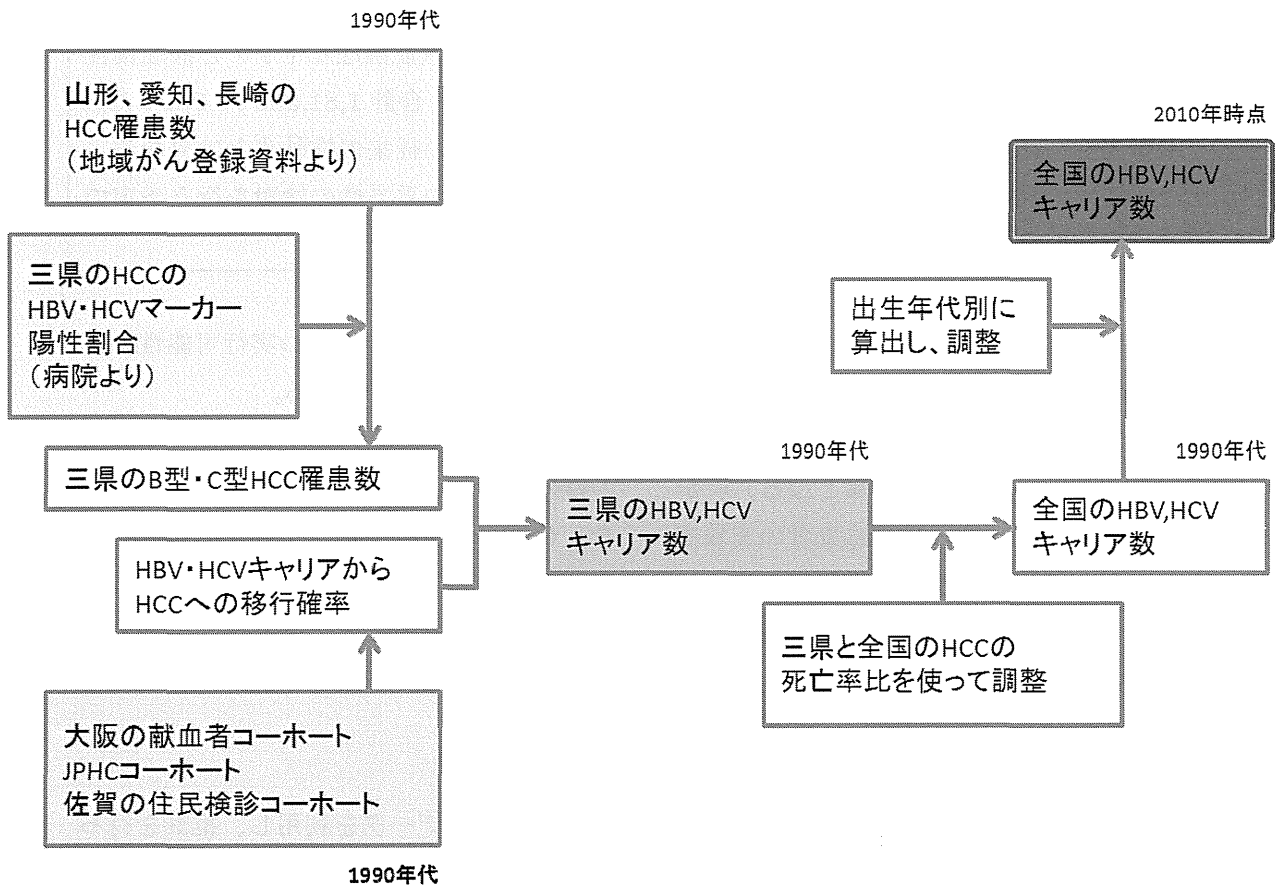 1990年代
山形、愛知、長崎の
HCC罹患数
（地域がん登録資料より）
三県のHCCの
HBV・HCVマーカー
陽性割合
（病院より）
三県のB型・C型HCC罹患数
HBV・HCVキャリアから
HCCへの移行確率
大阪の献血者コーホート
JPHCコーホート
佐賀の住民検診コーホート
1990年代
1990年代
三県のHBV,HCV
キャリア数
三県と全国のHCCの
死亡率比を使って調整
1990年代
全国のHBV,HCV
キャリア数
出生年代別に
算出し、調整
2010年時点
全国のHBV,HCV
キャリア数